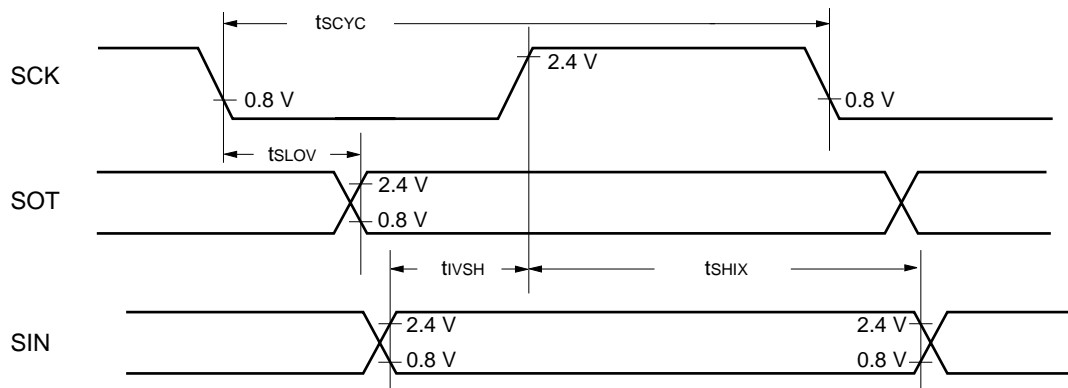 tSCYC
SCK
2.4 V
0.8 V
0.8 V
tSLOV
SOT
2.4 V
0.8 V
tIVSH
tSHIX
SIN
2.4 V
2.4 V
0.8 V
0.8 V